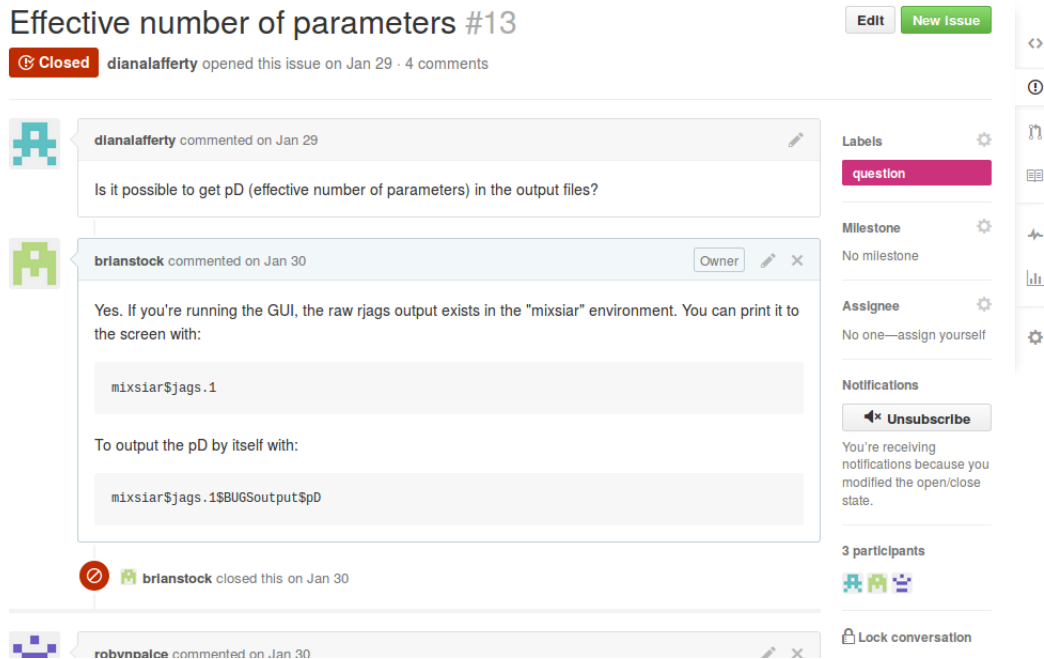 Effective number of parameters #13
Edit
New Issue
Closed
dianalafferty opened this issue on Jan 29 · 4 comments
dianalafferty commented on Jan 29
Is it possible to get pD (effective number of parameters) in the output files?
brianstock commented on Jan 30
Owner
Yes. If you're running the GUI, the raw rjags output exists in the "mixsiar" environment. You can print it to
the screen with:
mixsiar$jags.1
To output the pD by itself with:
mixsiar$jags.1$BUGSoutput$pD
brianstock closed this on Jan 30
robynpalce commented on Jan 30
Labels
question
Milestone
No milestone
Assignee
No one—assign yourself
Notifications
Unsubscribe
You're receiving
notifications because you
modified the open/close
state.
3 participants
Lock conversation